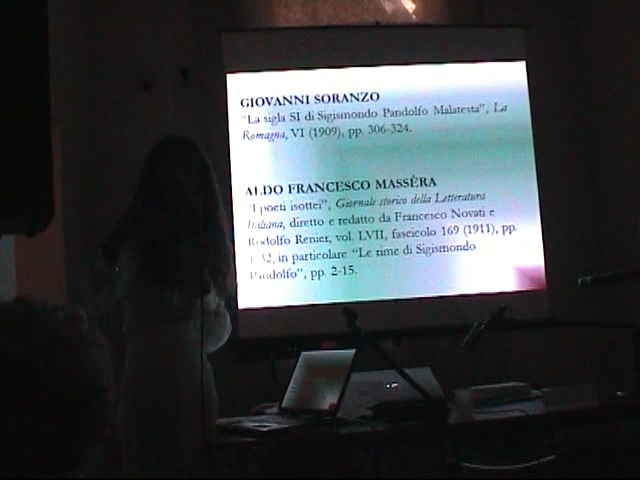 GIOVANNI SORANZO
"La sigla SI di Sigismondo Pandolfo Malatesta", La
Romagna, VI (1909), pp. 306-324.
ALDO FRANCESCO MASSÈRA
"I poeti isottei", Giornale storico della Letteratura
Italiana, diretto e redatto da Francesco Novati e
Rodolfo Renier, vol. LVII, fascicolo 169 (1911), pp.
1-32, in particolare "Le rime di Sigismondo
Pandolfo", pp. 2-15.